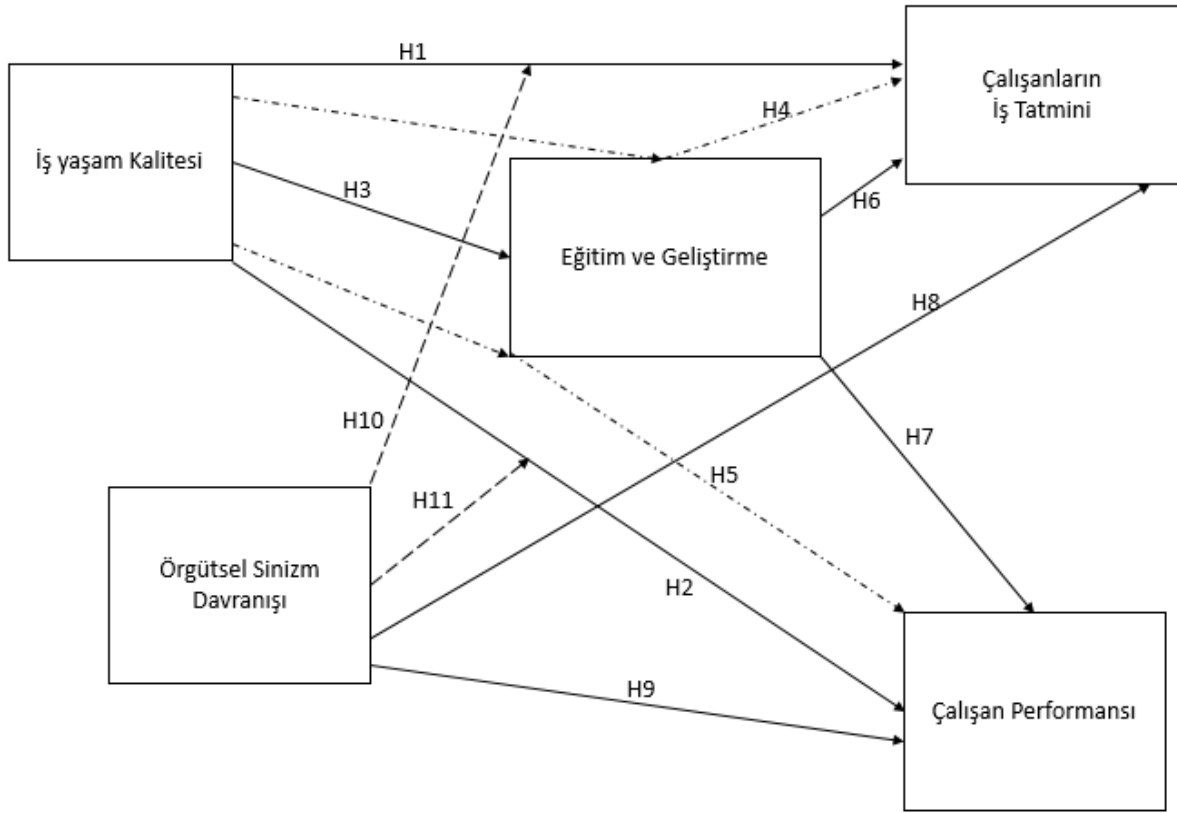 H1
Çalışanların
İş Tatmini
H4
İş yaşam Kalitesi
H3
H6
Eğitim ve Geliştirme
H8
H10
H7
H5
H11
Örgütsel Sinizm
Davranışı
H2
H9
Çalışan Performansı